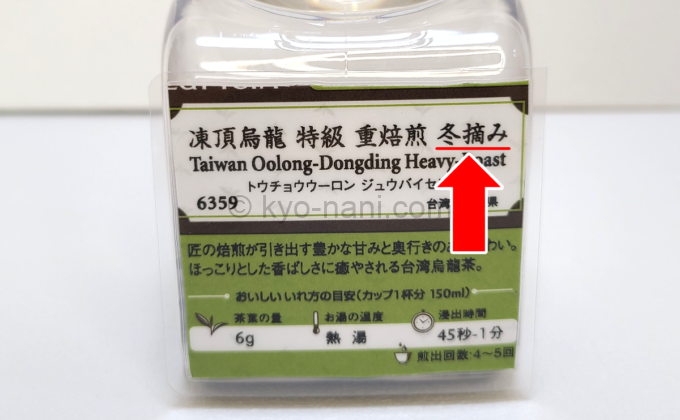 凍頂烏龍 特級 重焙煎 冬摘み
Taiwan Oolong-Dongding Heavy
トウチョウウーロン ジュウバイセ
6359 台湾 県
© kyo-nani.com
匠の焙煎が引き出す豊かな甘みと奥行きの わい。
ほっこりとした香ばしさに癒やされる台湾烏龍茶。
おいしいいれ方の目安(カップ1杯分 150ml)
茶葉の量 お湯の温度 浸出時間
6g 熱湯 45秒-1分
煎出回数:4~5回